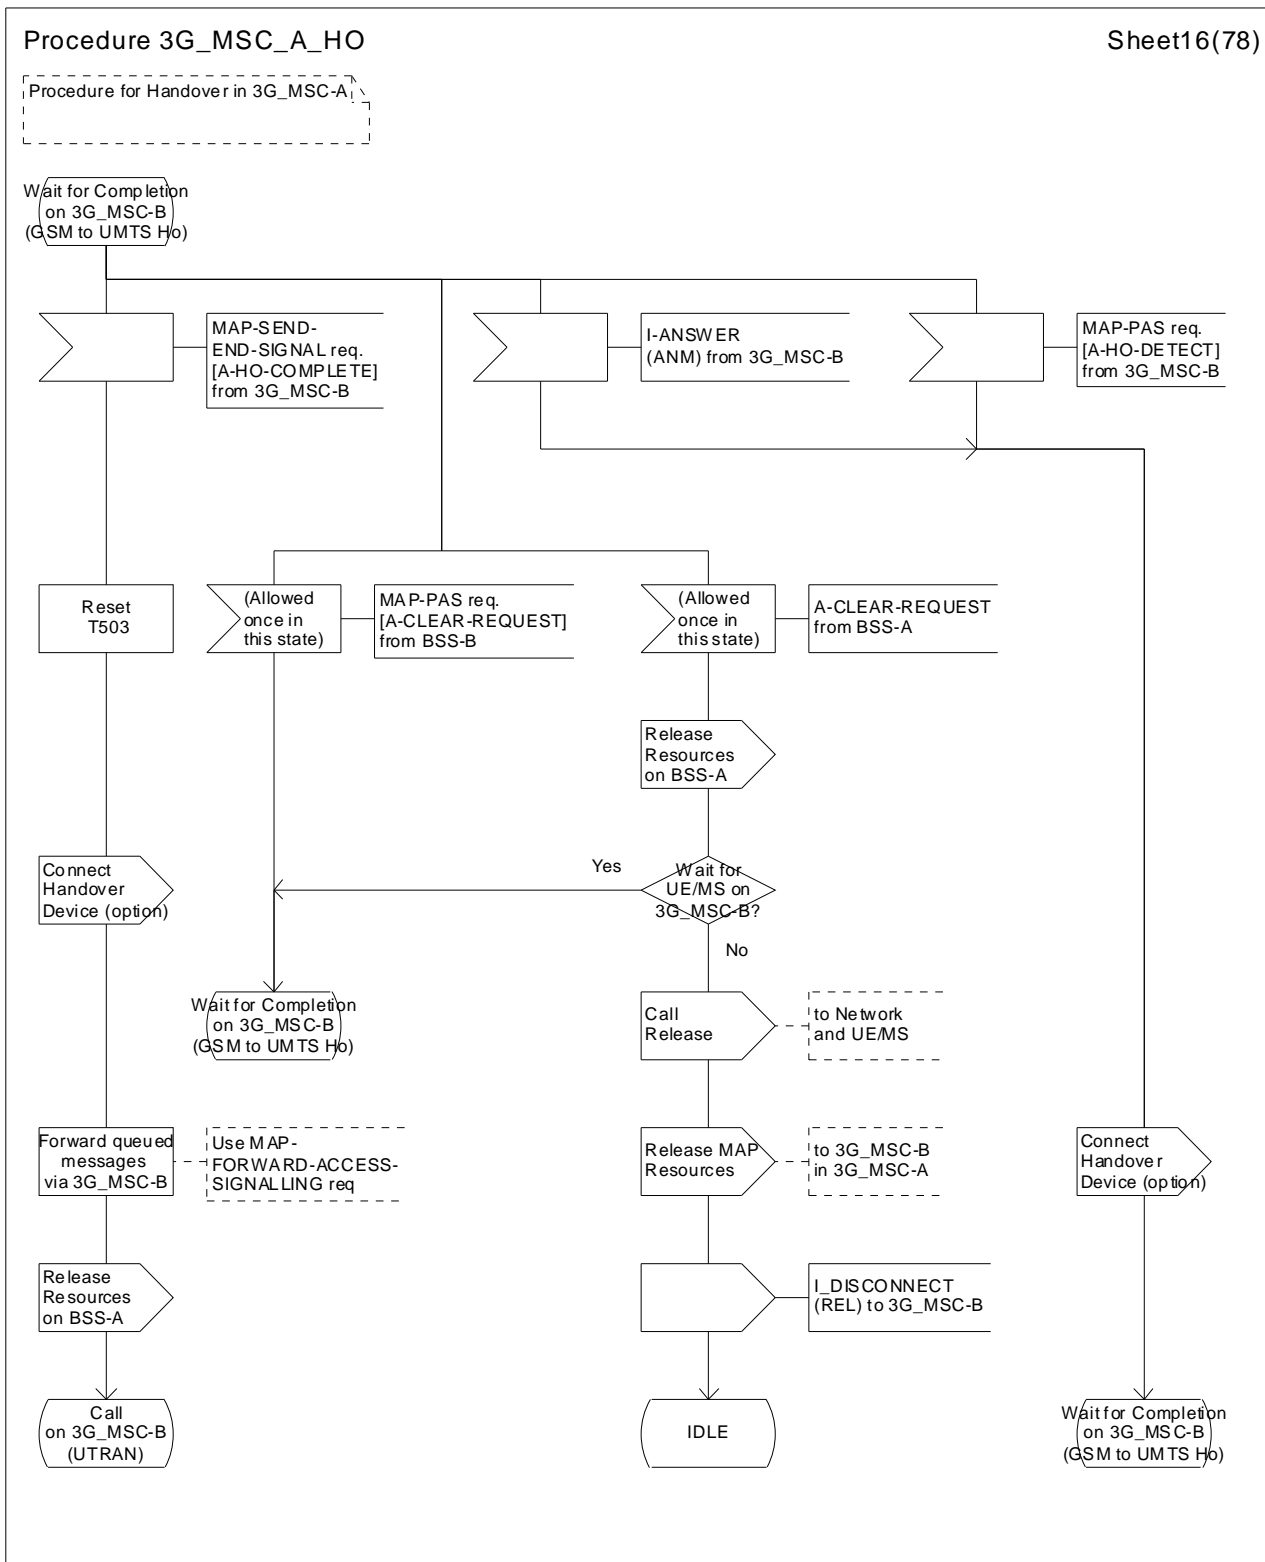 Procedure 3G_MSC_A_HO
Sheet16(78)
Procedure for Handover in 3G_MSC-A
Wait for Completion
on 3G_MSC-B
(GSM to UMTS Ho)
MAP-SEND-
END-SIGNAL req.
[A-HO-COMPLETE]
from 3G_MSC-B
I-ANSWER
(ANM) from 3G_MSC-B
MAP-PAS req.
[A-HO-DETECT]
from 3G_MSC-B
Reset
T503
(Allowed
once in
this state)
MAP-PAS req.
[A-CLEAR-REQUEST]
from BSS-B
(Allowed
once in
this state)
A-CLEAR-REQUEST
from BSS-A
Release
Resources
on BSS-A
Connect
Handover
Device (option)
Yes
Wait for
UE/MS on
3G_MSC-B?
No
Wait for Completion
on 3G_MSC-B
(GSM to UMTS Ho)
Call
Release
to Network
and UE/MS
Forward queued
messages
via 3G_MSC-B
Use MAP-
FORWARD-ACCESS-
SIGNALLING req
Release MAP
Resources
to 3G_MSC-B
in 3G_MSC-A
Connect
Handover
Device (option)
Release
Resources
on BSS-A
I_DISCONNECT
(REL) to 3G_MSC-B
Call
on 3G_MSC-B
(UTRAN)
IDLE
Wait for Completion
on 3G_MSC-B
(GSM to UMTS Ho)